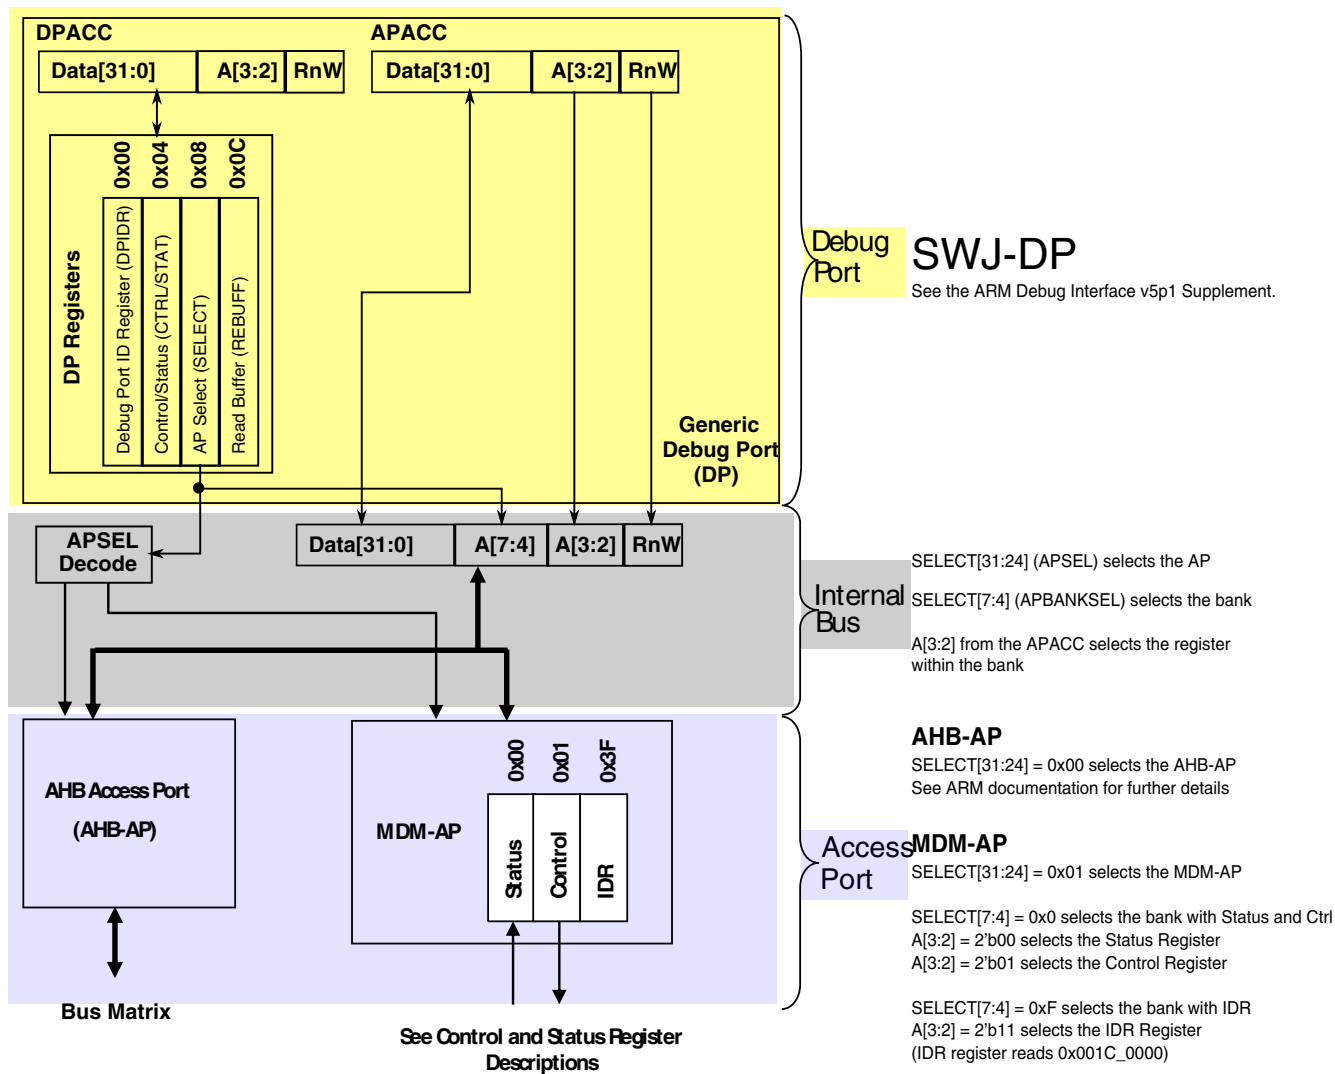 DPACC
APACC
Data[31:0] A[3:2] RnW
Data[31:0] A[3:2] RnW
0x00
0x04
0x08
0x0C
DP Registers
Debug Port ID Register (DPIDR)
Control/Status (CTRL/STAT)
AP Select (SELECT)
Read Buffer (REBUFF)
Generic
Debug Port
(DP)
Debug
Port
SWJ-DP
See the ARM Debug Interface v5p1 Supplement.
APSEL
Decode
Data[31:0] A[7:4] A[3:2] RnW
Internal
Bus
SELECT[31:24] (APSEL) selects the AP
SELECT[7:4] (APBANKSEL) selects the bank
A[3:2] from the APACC selects the register
within the bank
AHB Access Port
(AHB-AP)
Bus Matrix
MDM-AP
0x00
0x01
0x3F
Status
Control
IDR
See Control and Status Register
Descriptions
Access
Port
AHB-AP
SELECT[31:24] = 0x00 selects the AHB-AP
See ARM documentation for further details
MDM-AP
SELECT[31:24] = 0x01 selects the MDM-AP
SELECT[7:4] = 0x0 selects the bank with Status and Ctrl
A[3:2] = 2'b00 selects the Status Register
A[3:2] = 2'b01 selects the Control Register
SELECT[7:4] = 0xF selects the bank with IDR
A[3:2] = 2'b11 selects the IDR Register
(IDR register reads 0x001C_0000)